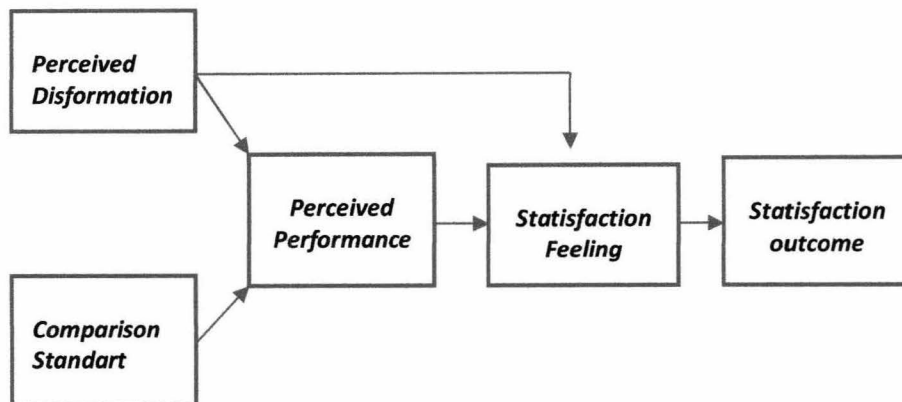 Perceived
Disformation
Perceived
Performance
Statisfaction
Feeling
Statisfaction
outcome
Comparison
Standart